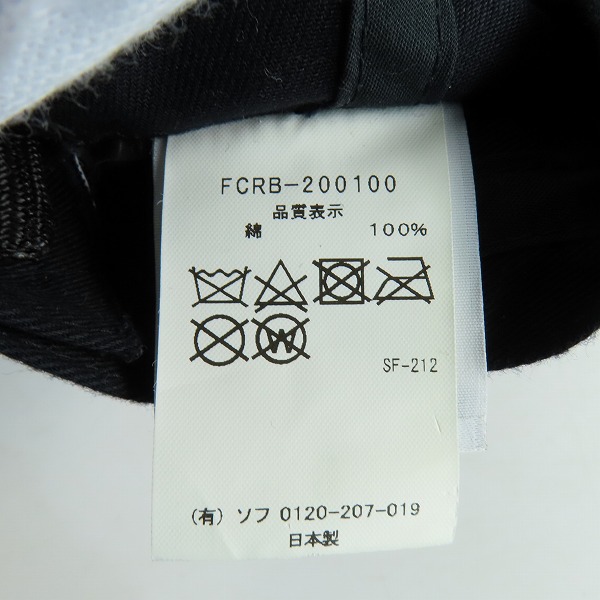 FCRB-200100
品質表示
綿 100%
W
SF-212
(有) ソフ 0120-207-019
日本製